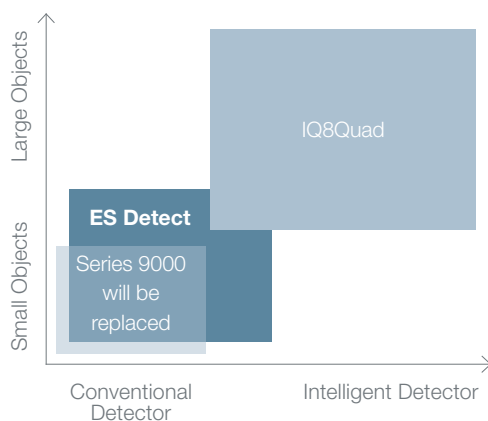 Large Objects
Small Objects
IQ8Quad
ES Detect
Series 9000
will be
replaced
Conventional
Detector
Intelligent Detector